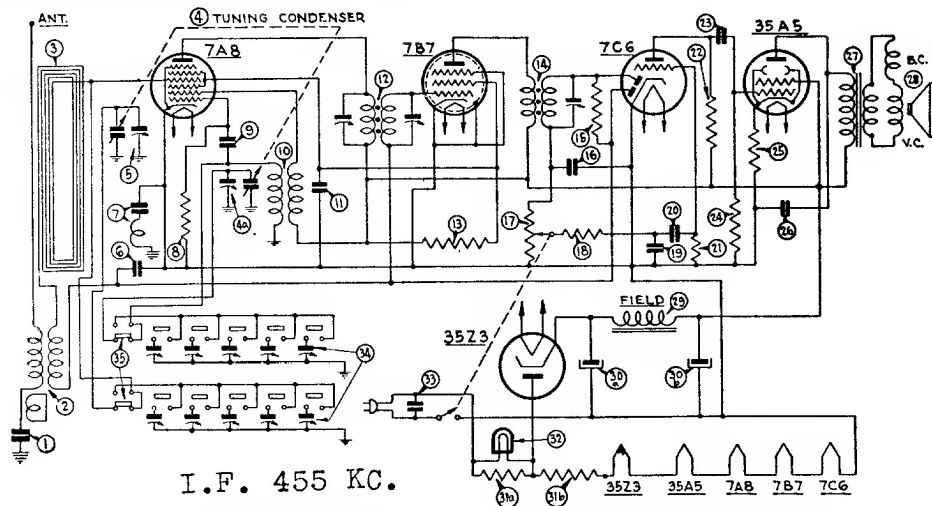 ANT.
④ TUNING CONDENSER
7A8
7B7
7C6
35A5
3
5
7
6
8
9
10
4a
11
12
13
14
15
16
17
18
19
20
21
22
23
24
25
26
27
B.C.
28
V.C.
FIELD
29
35Z3
30a
30b
33
32
31a
31b
34
35
2
1
I.F. 455 KC.
35Z3 35A5 7A8 7B7 7C6